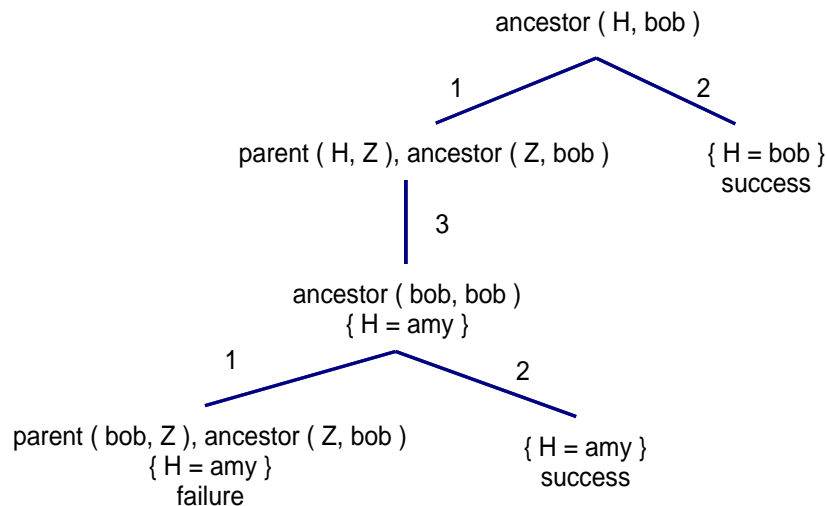 ancestor ( H, bob )
1
2
parent ( H, Z ), ancestor ( Z, bob )
{ H = bob }
success
3
ancestor ( bob, bob )
{ H = amy }
1
2
parent ( bob, Z ), ancestor ( Z, bob )
{ H = amy }
failure
{ H = amy }
success